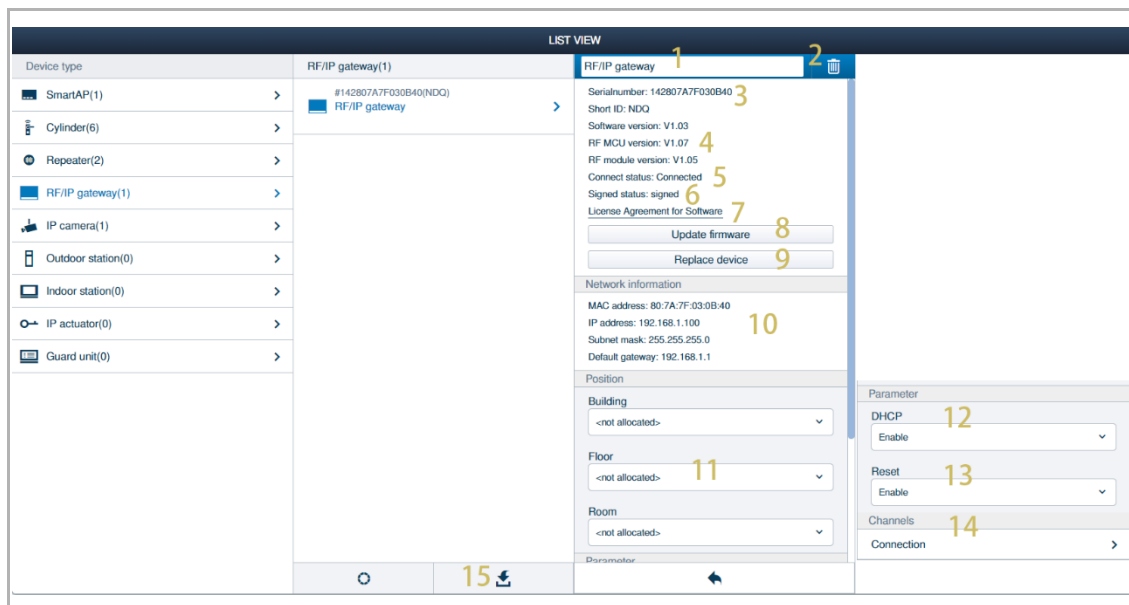 LIST VIEW
Device type
SmartAP(1)
Cylinder(6)
Repeater(2)
RF/IP gateway(1)
IP camera(1)
Outdoor station(0)
Indoor station(0)
IP actuator(0)
Guard unit(0)
RF/IP gateway(1)
#142807A7F030B40(NDQ)
RF/IP gateway
15
RF/IP gateway 1 2
Serialnumber: 142807A7F030B40 3
Short ID: NDQ
Software version: V1.03
RF MCU version: V1.07 4
RF module version: V1.05
Connect status: Connected 5
Signed status: signed 6
License Agreement for Software 7
Update firmware 8
Replace device 9
Network information
MAC address: 80:7A:7F:03:0B:40
IP address: 192.168.1.100 10
Subnet mask: 255.255.255.0
Default gateway: 192.168.1.1
Position
Building
<not allocated>
Floor
<not allocated> 11
Room
<not allocated>
Parameter
Parameter
DHCP 12
Enable
Reset 13
Enable
Channels 14
Connection